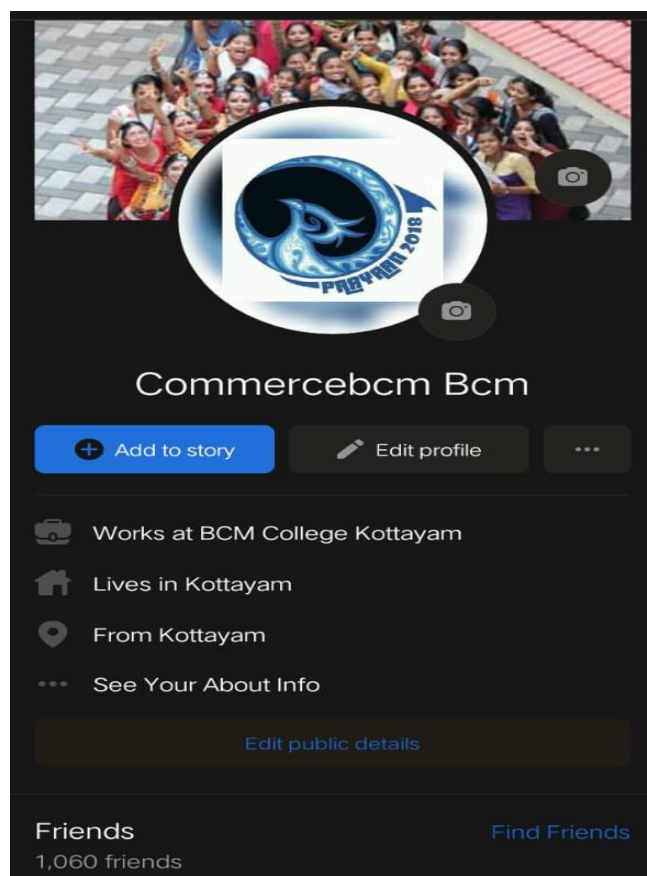 PRAYAAN 2018
Commercebcm Bcm
Add to story
Edit profile
Works at BCM College Kottayam
Lives in Kottayam
From Kottayam
See Your About Info
Edit public details
Friends
Find Friends
1,060 friends